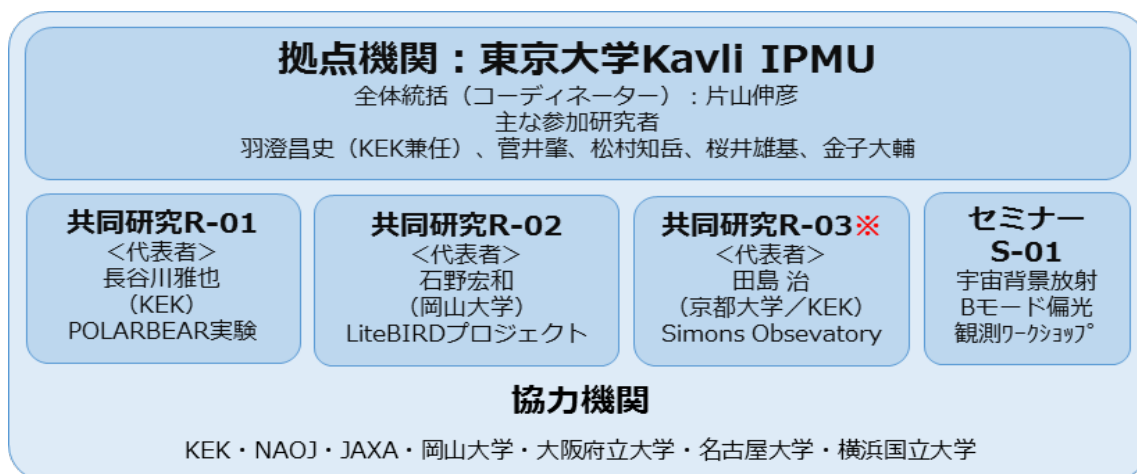 拠点機関：東京大学Kavli IPMU
全体統括（コーディネーター）：片山伸彦
主な参加研究者
羽澄昌史（KEK兼任）、菅井肇、松村知岳、桜井雄基、金子大輔
共同研究R-01
＜代表者＞
長谷川雅也
(KEK)
POLARBEAR実験
共同研究R-02
＜代表者＞
石野宏和
(岡山大学)
LiteBIRDプロジェクト
共同研究R-03※
＜代表者＞
田島 治
(京都大学／KEK)
Simons Obsevatory
セミナー
S-01
宇宙背景放射
Bモード偏光
観測ﾜｰｸｼｮｯﾌﾟ
協力機関
KEK・NAOJ・JAXA・岡山大学・大阪府立大学・名古屋大学・横浜国立大学